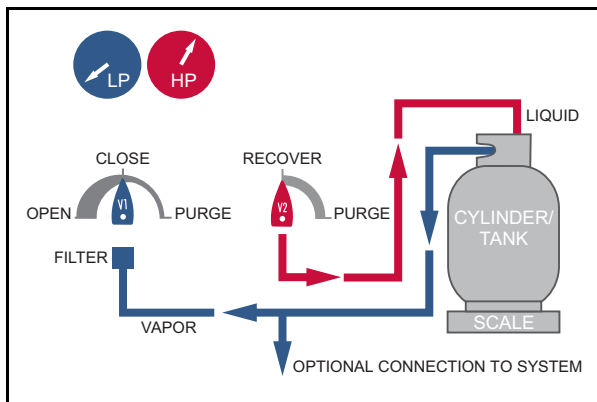 LP
HP
LIQUID
CLOSE
RECOVER
V1
V2
OPEN
PURGE
PURGE
CYLINDER/
TANK
FILTER
SCALE
VAPOR
OPTIONAL CONNECTION TO SYSTEM